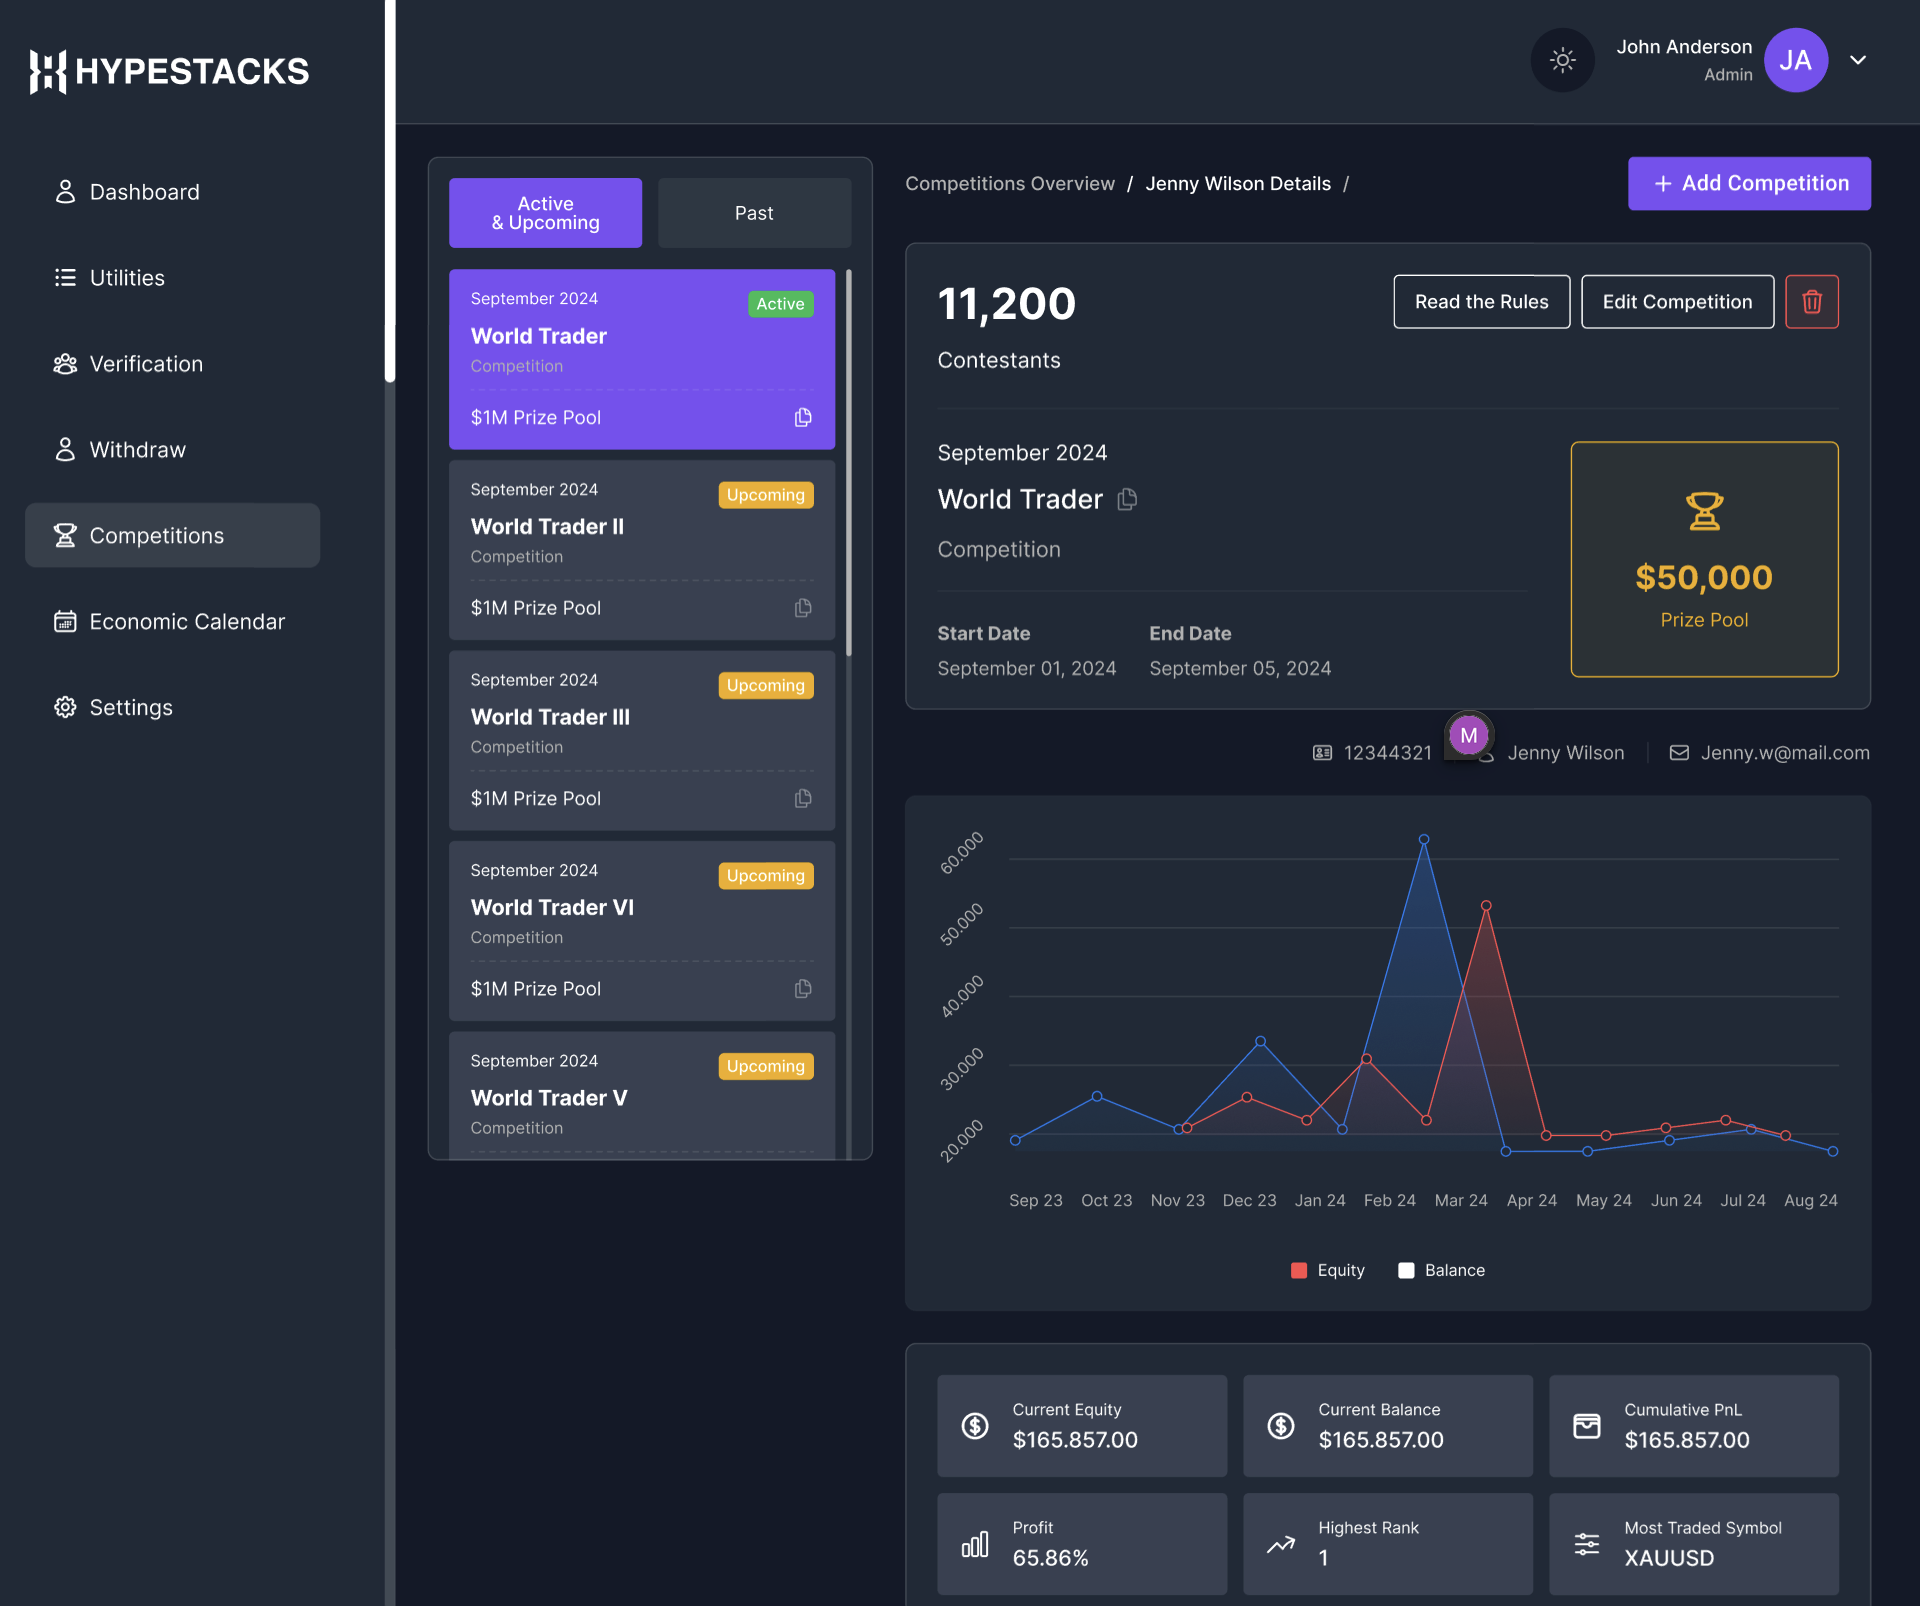 HYPESTACKS
John Anderson
Admin
JA
Dashboard
Utilities
Verification
Withdraw
Competitions
Economic Calendar
Settings
Active
& Upcoming
Past
September 2024
Active
World Trader
Competition
$1M Prize Pool
September 2024
Upcoming
World Trader II
Competition
$1M Prize Pool
September 2024
Upcoming
World Trader III
Competition
$1M Prize Pool
September 2024
Upcoming
World Trader VI
Competition
$1M Prize Pool
September 2024
Upcoming
World Trader V
Competition
Competitions Overview / Jenny Wilson Details /
+ Add Competition
11,200
Contestants
Read the Rules
Edit Competition
September 2024
World Trader
Competition
Start Date
September 01, 2024
End Date
September 05, 2024
$50,000
Prize Pool
12344321
M
Jenny Wilson
Jenny.w@mail.com
60.000
50.000
40.000
30.000
20.000
Sep 23 Oct 23 Nov 23 Dec 23 Jan 24 Feb 24 Mar 24 Apr 24 May 24 Jun 24 Jul 24 Aug 24
Equity
Balance
Current Equity
$165.857.00
Current Balance
$165.857.00
Cumulative PnL
$165.857.00
Profit
65.86%
Highest Rank
1
Most Traded Symbol
XAUUSD